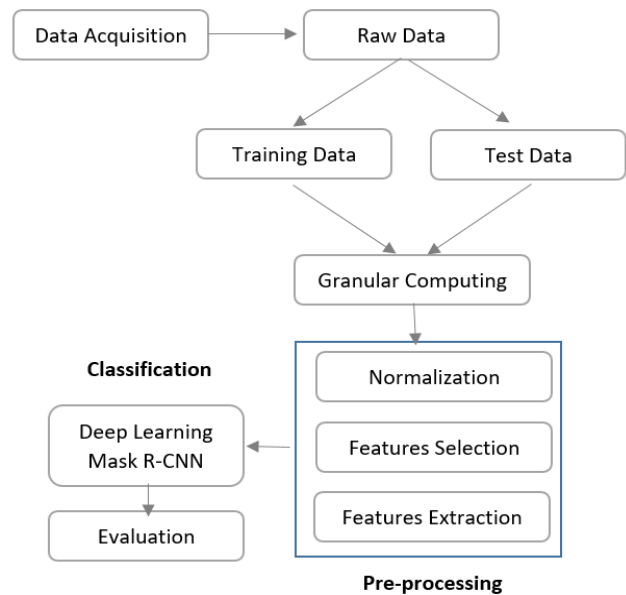 Data Acquisition
Raw Data
Training Data
Test Data
Granular Computing
Classification
Normalization
Deep Learning
Mask R-CNN
Features Selection
Features Extraction
Evaluation
Pre-processing